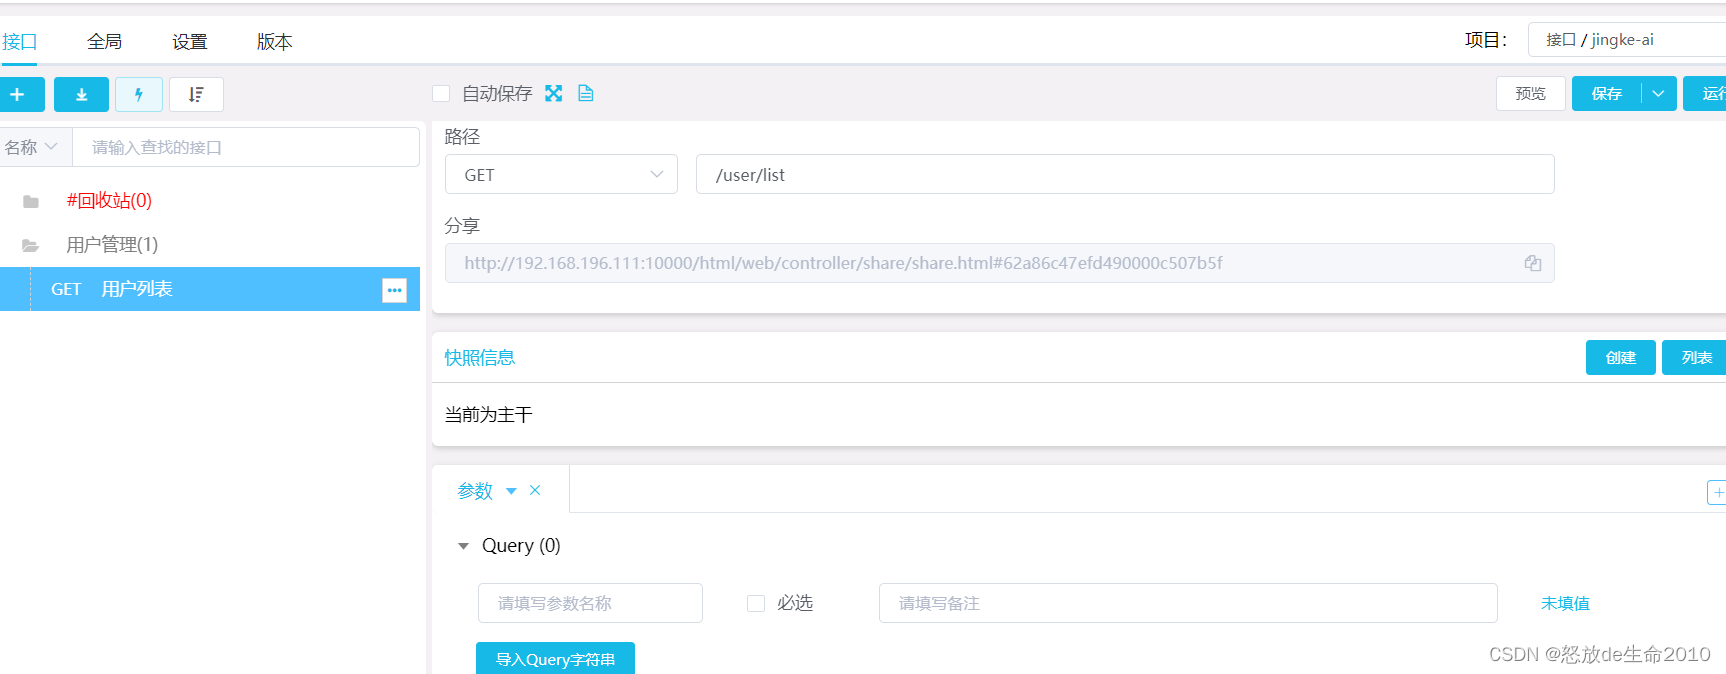 接口 全局 设置 版本 项目： 接口 / jingke-ai
自动保存 预览 保存 运行
名称 请输入查找的接口
#回收站(0)
用户管理(1)
GET 用户列表
路径
GET /user/list
分享
http://192.168.196.111:10000/html/web/controller/share/share.html#62a86c47efd490000c507b5f
快照信息 创建 列表
当前为主干
参数
Query (0)
请填写参数名称 必选 请填写备注 未填值
导入Query字符串
CSDN @怒放de生命2010